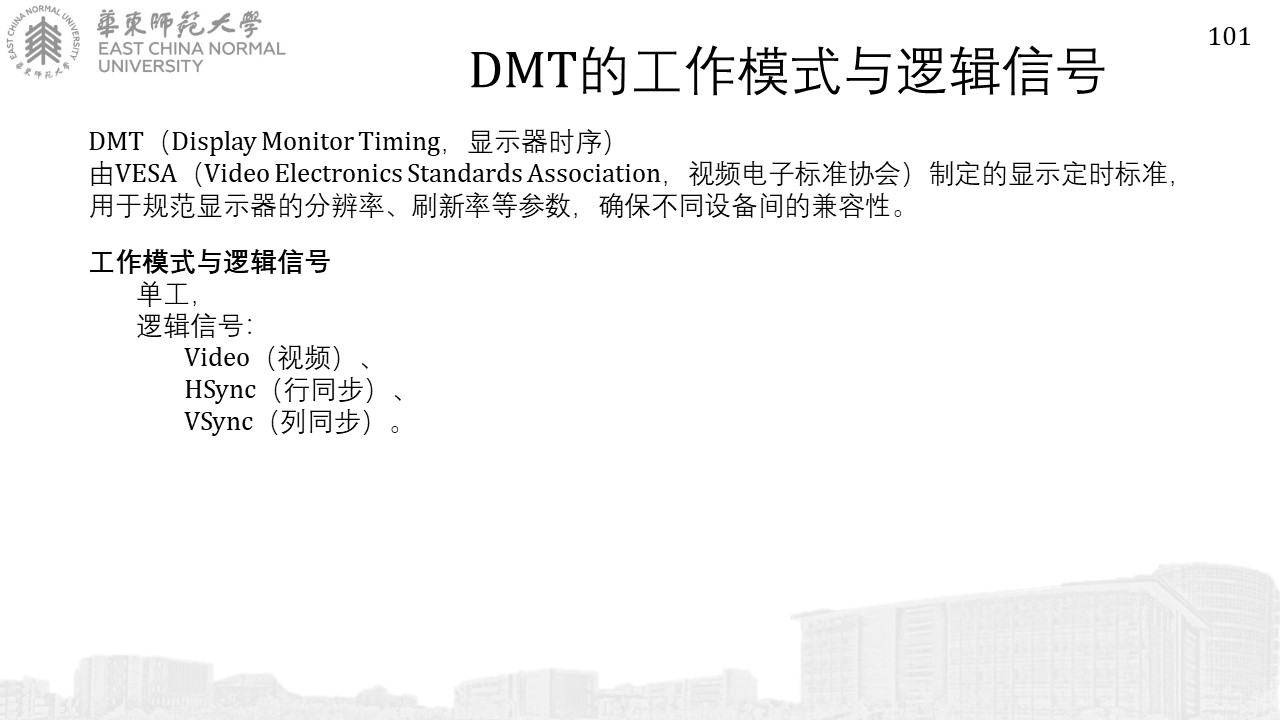 華東師範大學
EAST CHINA NORMAL
UNIVERSITY
EAST CHINA NORMAL UNIVERSITY
華東師範大學
101
DMT的工作模式与逻辑信号
DMT（Display Monitor Timing，显示器时序）
由VESA（Video Electronics Standards Association，视频电子标准协会）制定的显示定时标准，
用于规范显示器的分辨率、刷新率等参数，确保不同设备间的兼容性。
工作模式与逻辑信号
单工，
逻辑信号：
Video（视频）、
HSync（行同步）、
VSync（列同步）。